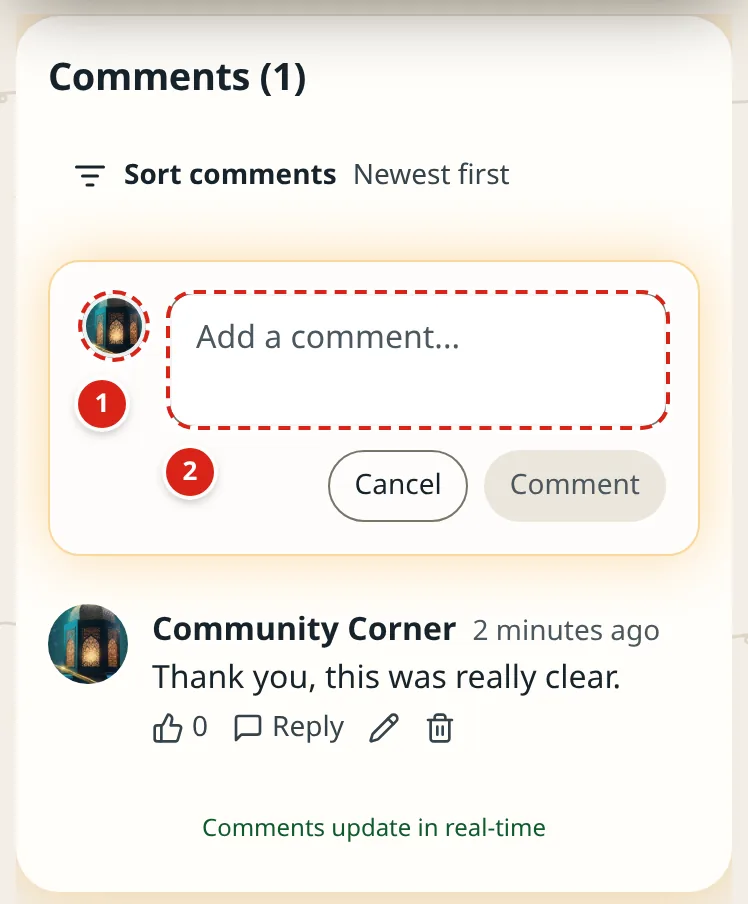 Comments (1)
Sort comments Newest first
Add a comment...
1
2
Cancel
Comment
Community Corner 2 minutes ago
Thank you, this was really clear.
0 Reply
Comments update in real-time